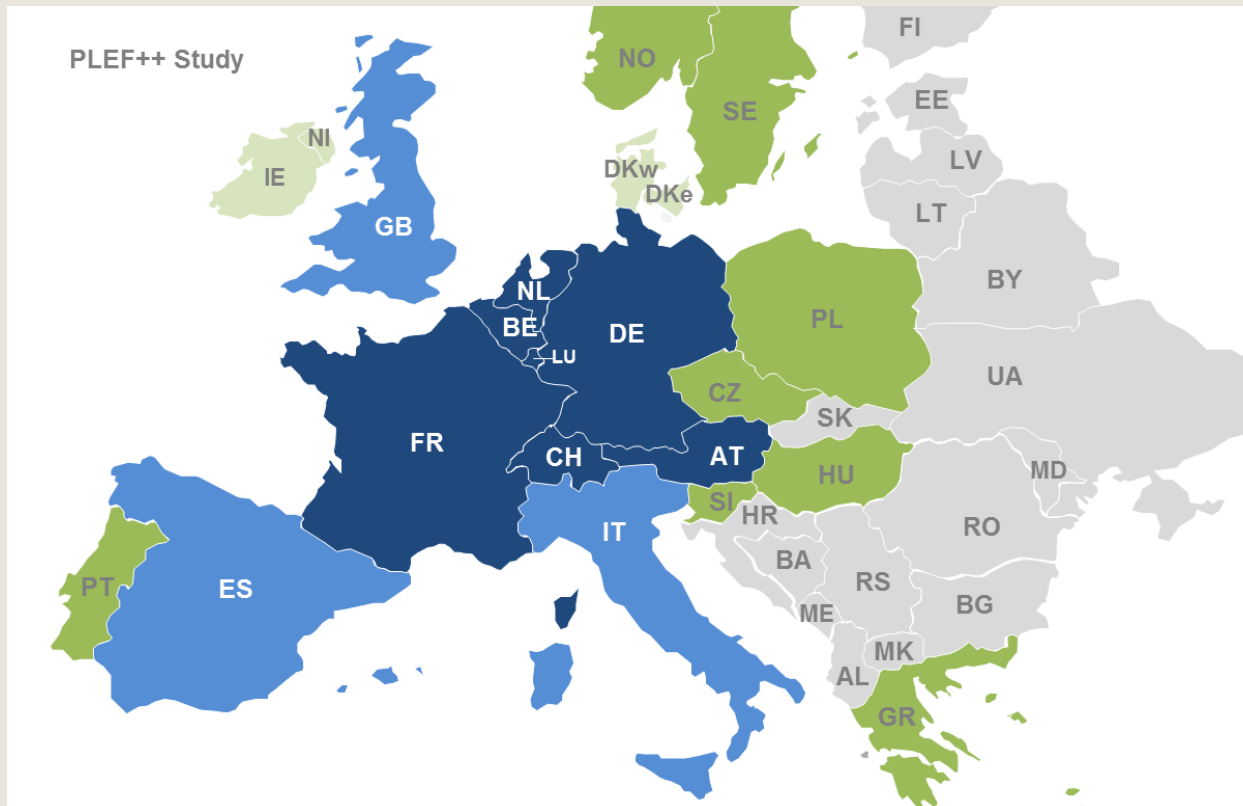 PLEF++ Study
FI
NO
SE
EE
NI
LV
DKw
IE
DKe
LT
GB
BY
NL
PL
BE
DE
LU
UA
CZ
SK
FR
CH
AT
MD
HU
SI
HR
RO
IT
BA
RS
PT
ES
BG
ME
MK
AL
GR